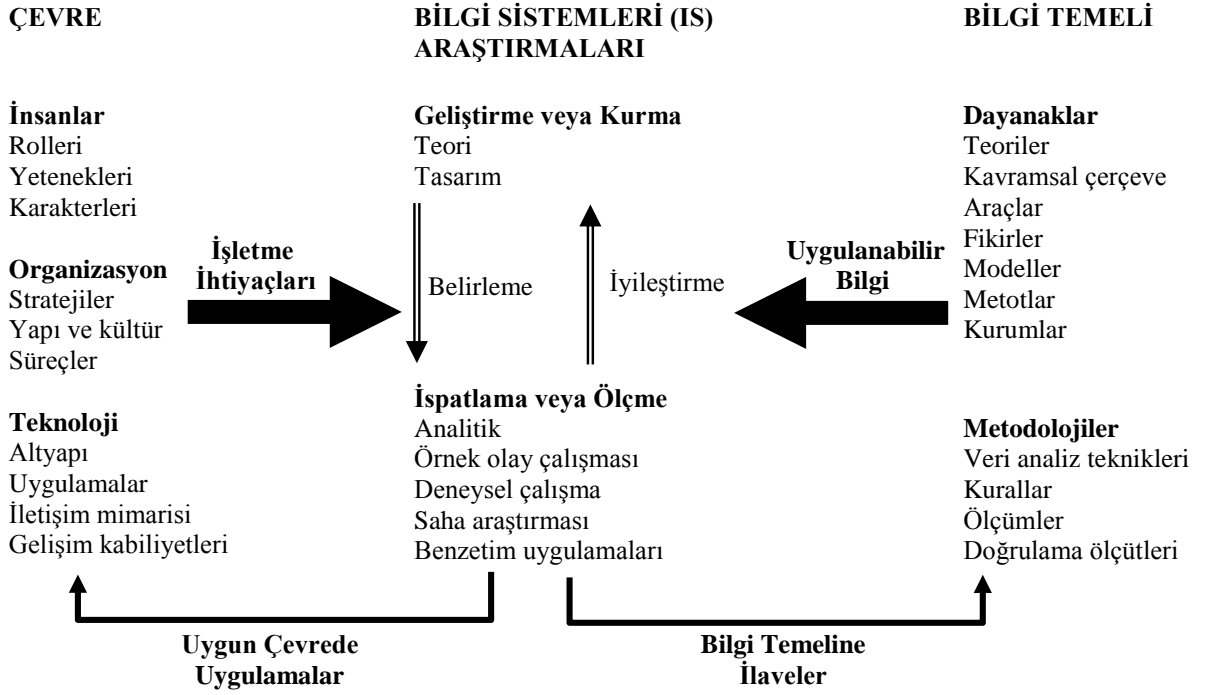 ÇEVRE
BİLGİ SİSTEMLERİ (IS)
ARAŞTIRMALARI
BİLGİ TEMELİ
İnsanlar
Rolleri
Yetenekleri
Karakterleri
Organizasyon
Stratejiler
Yapı ve kültür
Süreçler
Teknoloji
Altyapı
Uygulamalar
İletişim mimarisi
Gelişim kabiliyetleri
İşletme
İhtiyaçları
Geliştirme veya Kurma
Teori
Tasarım
Belirleme
İyileştirme
İspatlama veya Ölçme
Analitik
Örnek olay çalışması
Deneysel çalışma
Saha araştırması
Benzetim uygulamaları
Uygulanabilir
Bilgi
Dayanaklar
Teoriler
Kavramsal çerçeve
Araçlar
Fikirler
Modeller
Metotlar
Kurumlar
Metodolojiler
Veri analiz teknikleri
Kurallar
Ölçümler
Doğrulama ölçütleri
Uygun Çevrede
Uygulamalar
Bilgi Temeline
İlaveler